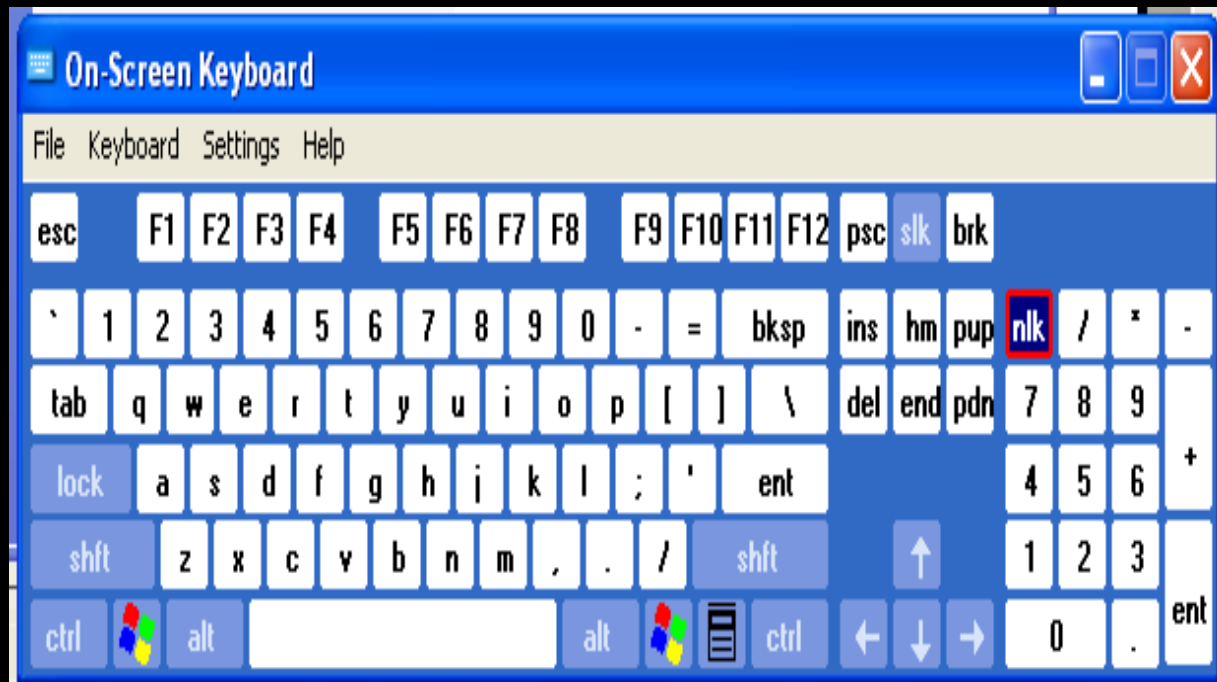 On-Screen Keyboard
File Keyboard Settings Help
esc F1 F2 F3 F4 F5 F6 F7 F8 F9 F10 F11 F12 psc slk brk
` 1 2 3 4 5 6 7 8 9 0 - = bksp ins hm pup nlk / * -
tab q w e r t y u i o p [ ] \ del end pdn 7 8 9 +
lock a s d f g h j k l ; ' ent 4 5 6
shft z x c v b n m , . / shft ↑ 1 2 3 ent
ctrl alt alt ctrl ← ↓ → 0 .